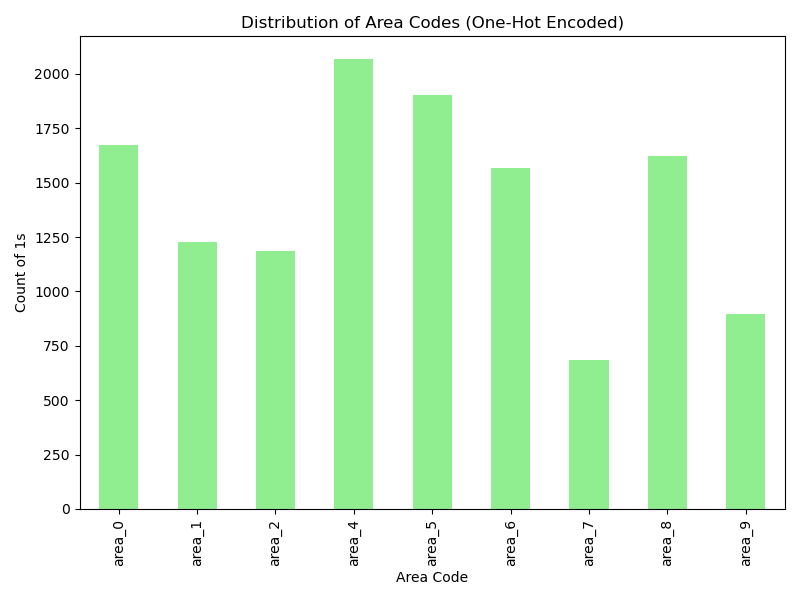 Distribution of Area Codes (One-Hot Encoded)
Count of 1s
2000
1750
1500
1250
1000
750
500
250
0
area_0
area_1
area_2
area_4
area_5
area_6
area_7
area_8
area_9
Area Code